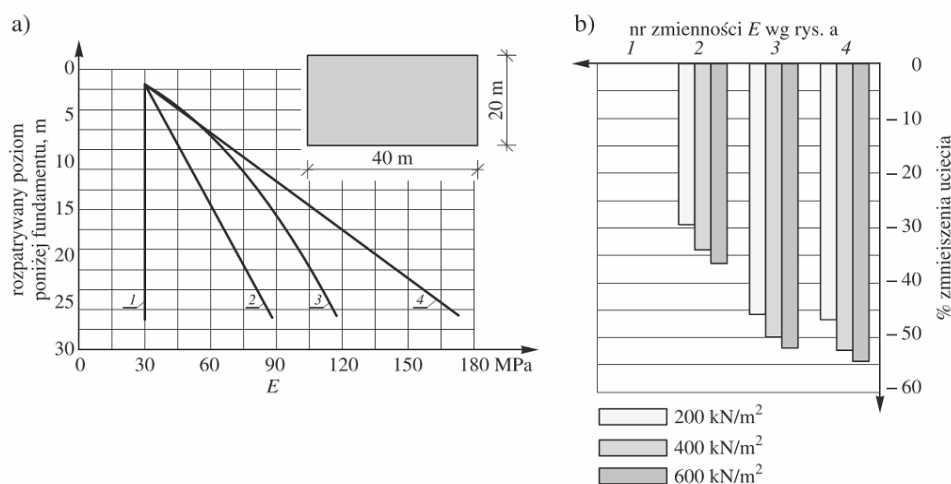 a)
0
5
10
15
20
25
30
rozpatrywany poziom
poniżej fundamentu, m
20 m
40 m
1
2
3
4
0
30
60
90
120
150
180 MPa
E
b)
nr zmienności E wg rys. a
1
2
3
4
0
−10
−20
−30
−40
−50
−60
% zmniejszenia ucięcia
200 kN/m²
400 kN/m²
600 kN/m²